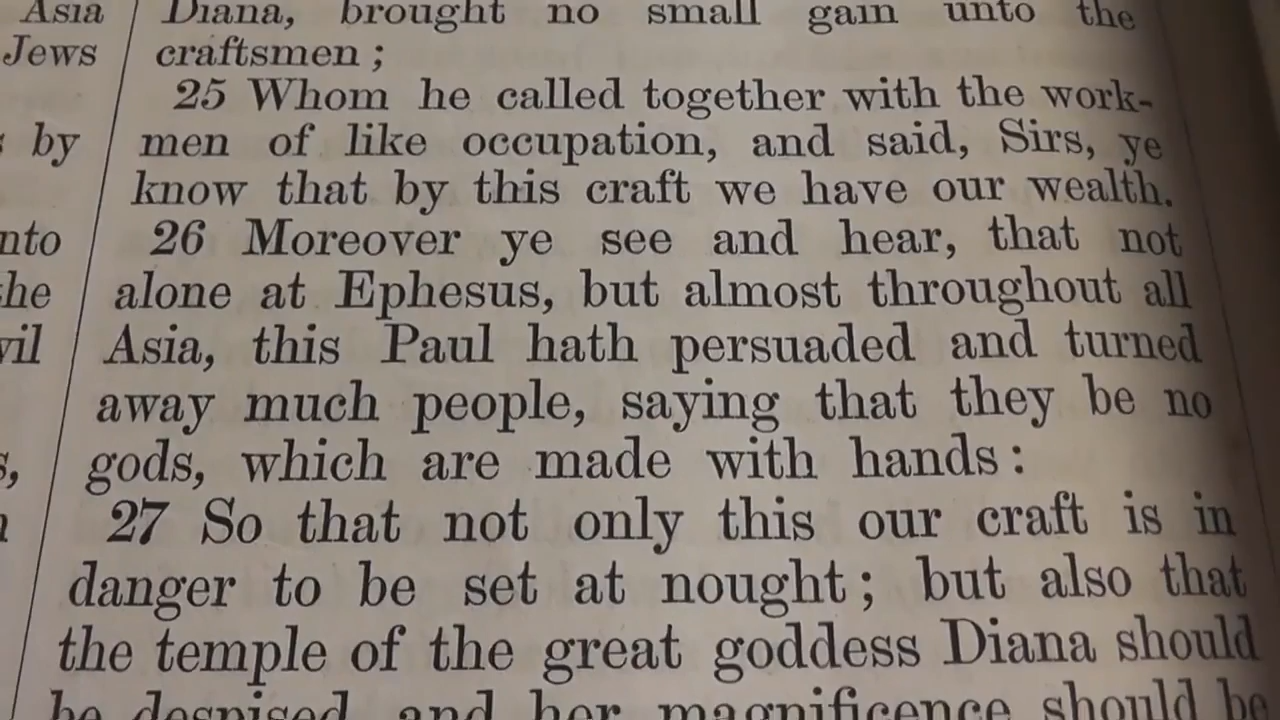 Asia
Jews
by
Diana, brought no small gain unto the
craftsmen ;
25 Whom he called together with the work-
men of like occupation, and said, Sirs, ye
know that by this craft we have our wealth.
26 Moreover ye see and hear, that not
alone at Ephesus, but almost throughout all
Asia, this Paul hath persuaded and turned
away much people, saying that they be no
gods, which are made with hands :
27 So that not only this our craft is in
danger to be set at nought ; but also that
the temple of the great goddess Diana should
be despised, and her magnificence should be